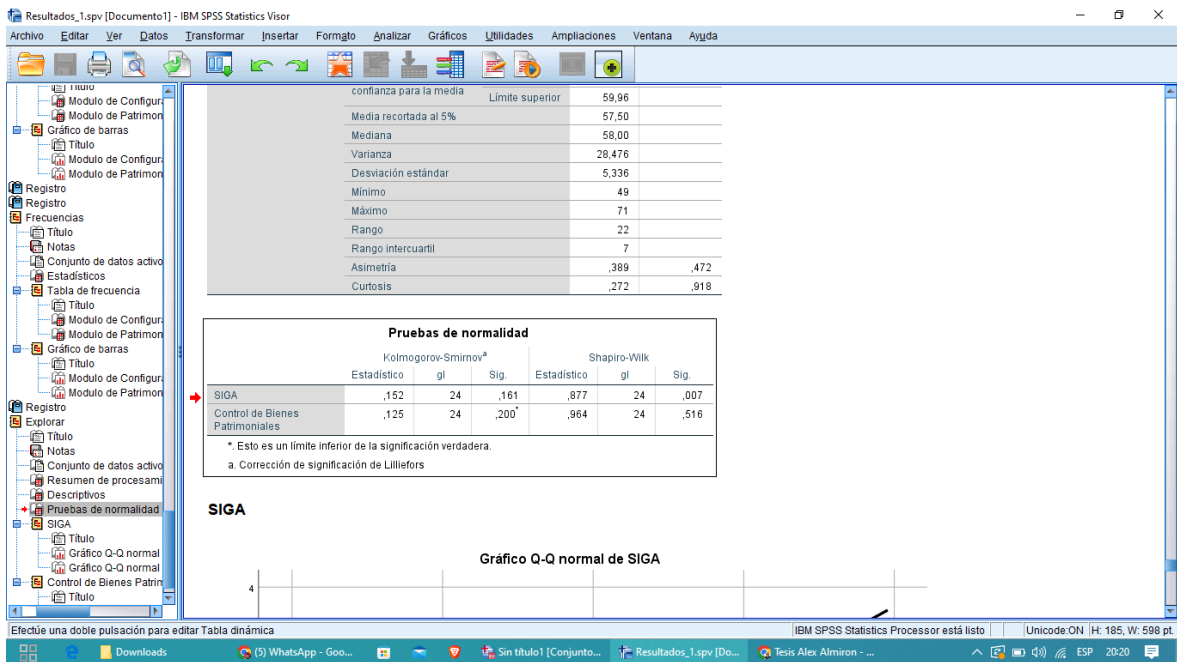 Resultados_1.spv [Documento1] - IBM SPSS Statistics Visor
Archivo Editar Ver Datos Transformar Insertar Formato Analizar Gráficos Utilidades Ampliaciones Ventana Ayuda
Título
Modulo de Configur
Modulo de Patrimon
Gráfico de barras
Título
Modulo de Configur
Modulo de Patrimon
Registro
Registro
Frecuencias
Título
Notas
Conjunto de datos activo
Estadísticos
Tabla de frecuencia
Título
Modulo de Configur
Modulo de Patrimon
Gráfico de barras
Título
Modulo de Configur
Modulo de Patrimon
Registro
Explorar
Título
Notas
Conjunto de datos activo
Resumen de procesami
Descriptivos
Pruebas de normalidad
SIGA
Título
Gráfico Q-Q normal
Gráfico Q-Q normal
Control de Bienes Patrim
Título
confianza para la media Límite superior 59,96
Media recortada al 5% 57,50
Mediana 58,00
Varianza 28,476
Desviación estándar 5,336
Mínimo 49
Máximo 71
Rango 22
Rango intercuartil 7
Asimetría ,389 ,472
Curtosis ,272 ,918
Pruebas de normalidad
Kolmogorov-Smirnovª Shapiro-Wilk
Estadístico gl Sig. Estadístico gl Sig.
SIGA ,152 24 ,161 ,877 24 ,007
Control de Bienes Patrimoniales ,125 24 ,200* ,964 24 ,516
*. Esto es un límite inferior de la significación verdadera.
a. Corrección de significación de Lilliefors
SIGA
Gráfico Q-Q normal de SIGA
4
Efectúe una doble pulsación para editar Tabla dinámica
IBM SPSS Statistics Processor está listo Unicode:ON H: 185, W: 598 pt.
Downloads (5) WhatsApp - Goo... Sin título1 [Conjunto... Resultados_1.spv [Do... Tesis Alex Almiron - ... ESP 20:20